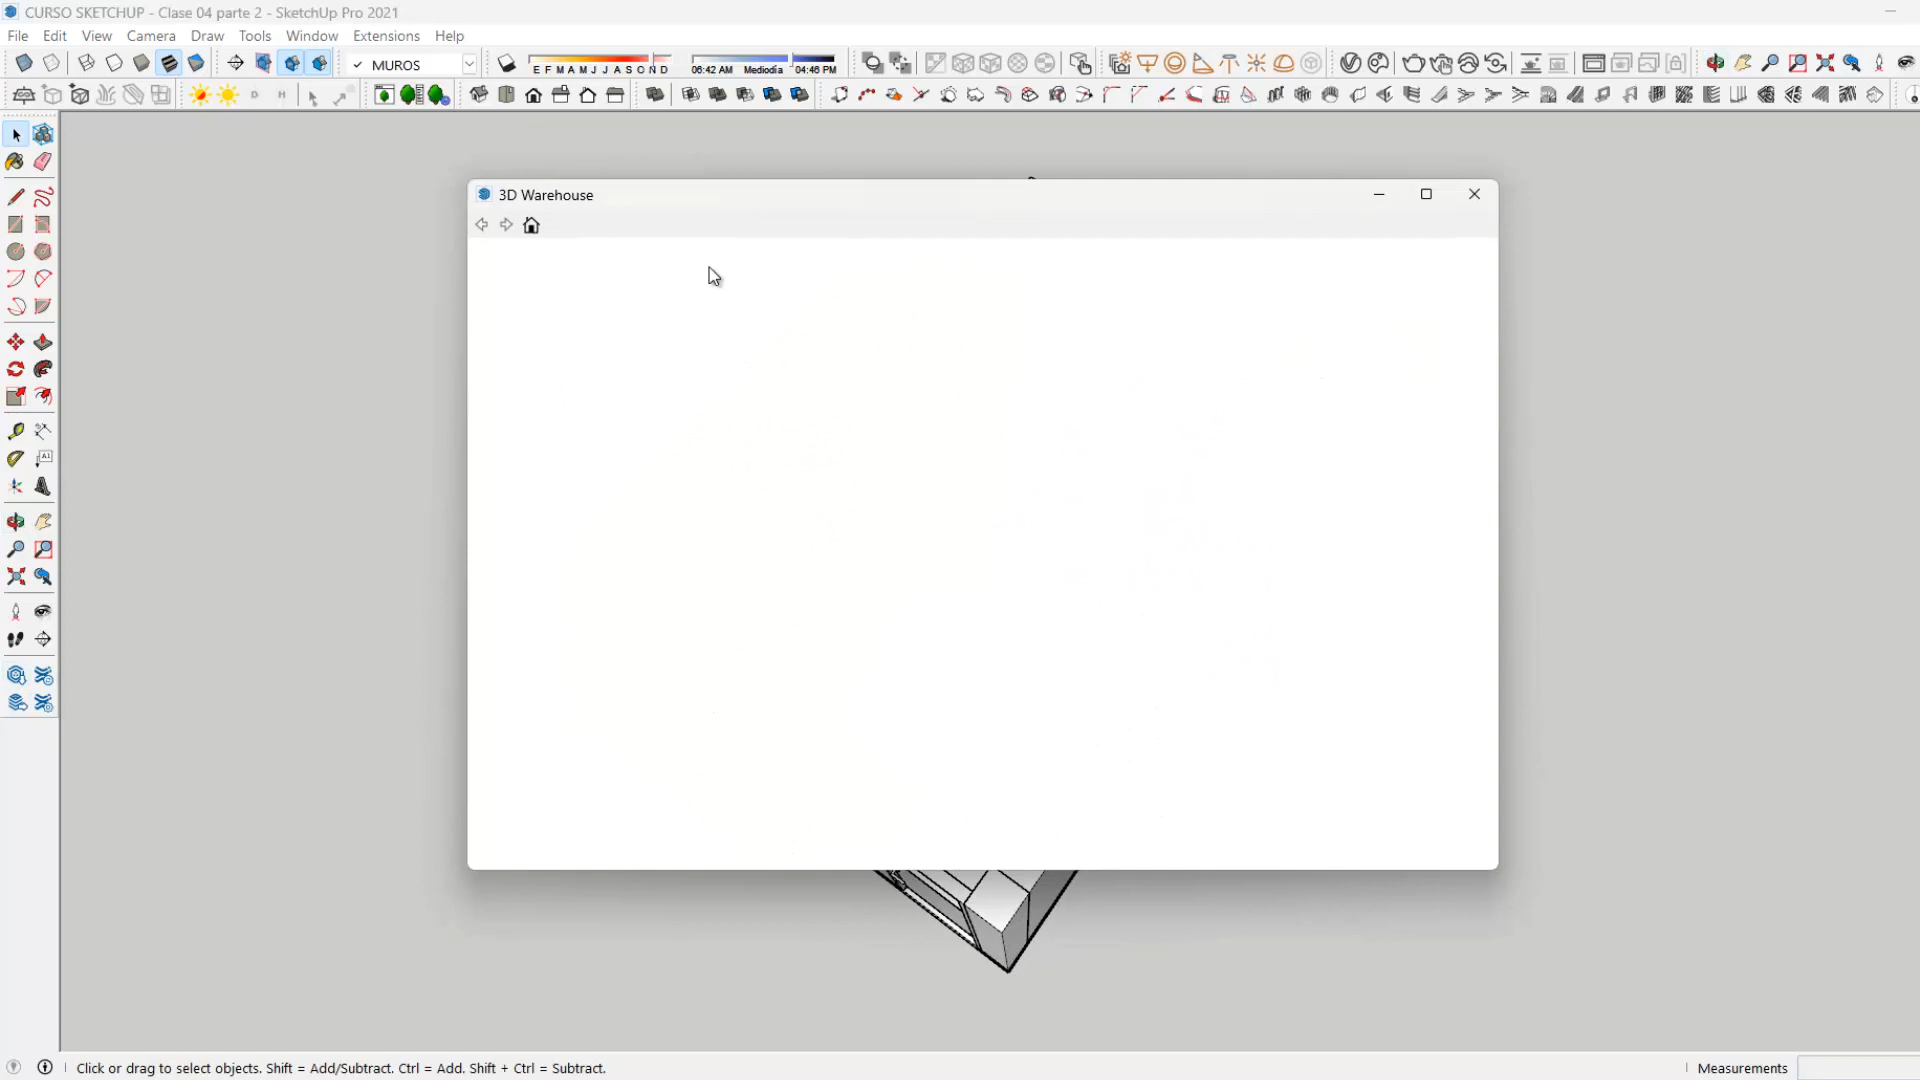 CURSO SKETCHUP - Clase 04 parte 2 - SketchUp Pro 2021
File Edit View Camera Draw Tools Window Extensions Help
MUROS
E F M A M J J A S O N D
06:42 AM Mediodía 04:46 PM
D H
3D Warehouse
A1
Click or drag to select objects. Shift = Add/Subtract. Ctrl = Add. Shift + Ctrl = Subtract.
Measurements